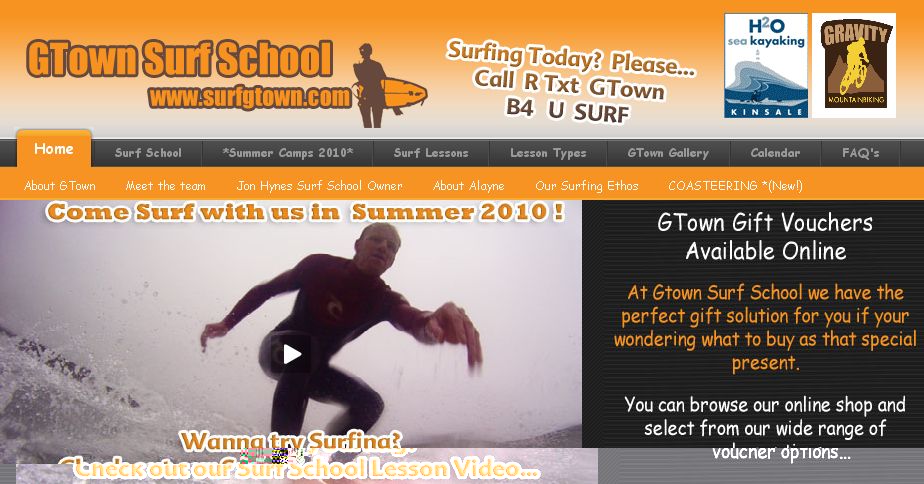 GTown Surf School
www.surfgtown.com
Surfing Today? Please...
Call R Txt GTown
B4 U SURF
H2O
sea kayaking
KINSALE
GRAVITY
MOUNTAINBIKING
Home
Surf School
*Summer Camps 2010*
Surf Lessons
Lesson Types
GTown Gallery
Calendar
FAQ's
About GTown
Meet the team
Jon Hynes Surf School Owner
About Alayne
Our Surfing Ethos
COASTEERING *(New!)
Come Surf with us in Summer 2010 !
Wanna try Surfing?
Check out our Surf School Lesson Video...
GTown Gift Vouchers
Available Online
At Gtown Surf School we have the
perfect gift solution for you if your
wondering what to buy as that special
present.
You can browse our online shop and
select from our wide range of
voucher options...